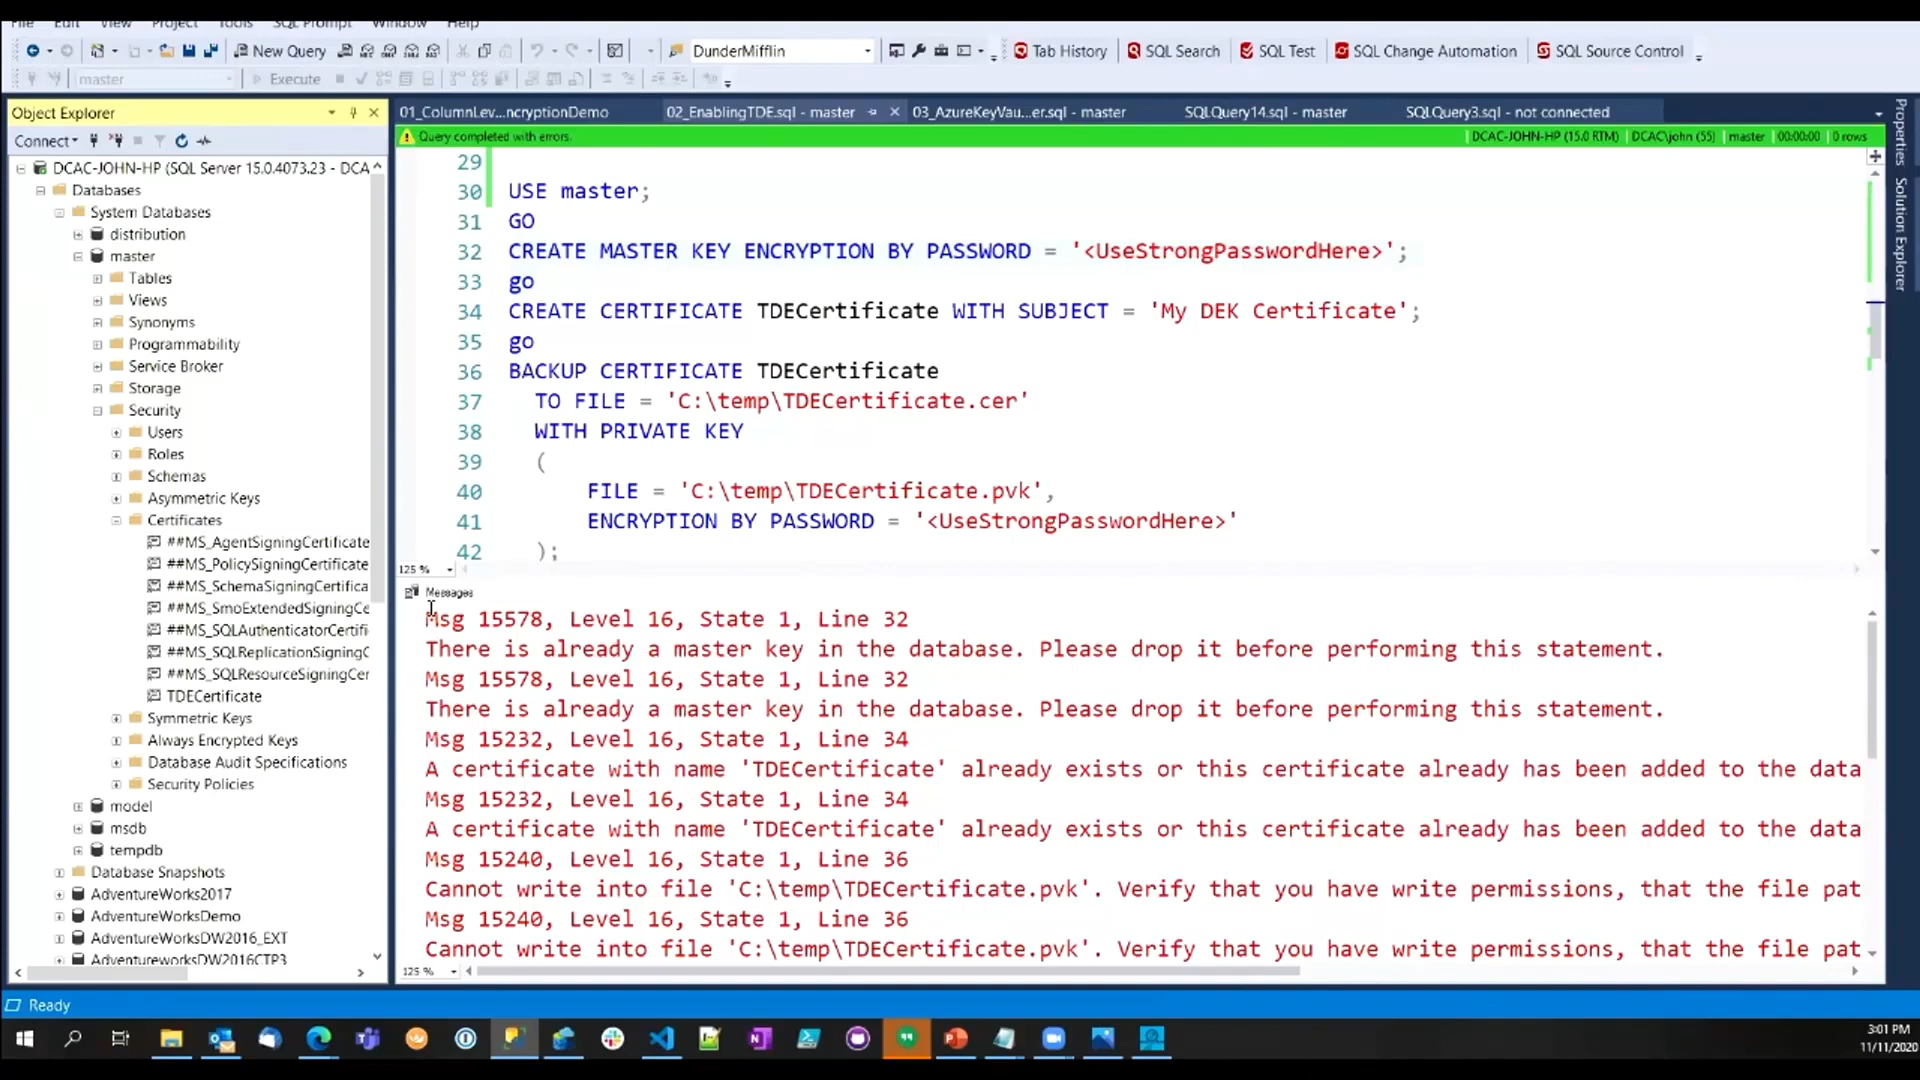 File Edit View Project Tools SQL Prompt Window Help
New Query DunderMifflin Tab History SQL Search SQL Test SQL Change Automation SQL Source Control
master Execute
Object Explorer
01_ColumnLev...ncryptionDemo 02_EnablingTDE.sql - master 03_AzureKeyVau...er.sql - master SQLQuery14.sql - master SQLQuery3.sql - not connected
Query completed with errors. DCAC-JOHN-HP (15.0 RTM) DCAC\john (55) master 00:00:00 0 rows
Connect
DCAC-JOHN-HP (SQL Server 15.0.4073.23 - DCA
Databases
System Databases
distribution
master
Tables
Views
Synonyms
Programmability
Service Broker
Storage
Security
Users
Roles
Schemas
Asymmetric Keys
Certificates
##MS_AgentSigningCertificate
##MS_PolicySigningCertificate
##MS_SchemaSigningCertifica
##MS_SmoExtendedSigningCe
##MS_SQLAuthenticatorCertifi
##MS_SQLReplicationSigningC
##MS_SQLResourceSigningCer
TDECertificate
Symmetric Keys
Always Encrypted Keys
Database Audit Specifications
Security Policies
model
msdb
tempdb
Database Snapshots
AdventureWorks2017
AdventureWorksDemo
AdventureWorksDW2016_EXT
AdventureworksDW2016CTP3
29
30 USE master;
31 GO
32 CREATE MASTER KEY ENCRYPTION BY PASSWORD = '<UseStrongPasswordHere>';
33 go
34 CREATE CERTIFICATE TDECertificate WITH SUBJECT = 'My DEK Certificate';
35 go
36 BACKUP CERTIFICATE TDECertificate
37 TO FILE = 'C:\temp\TDECertificate.cer'
38 WITH PRIVATE KEY
39 (
40 FILE = 'C:\temp\TDECertificate.pvk',
41 ENCRYPTION BY PASSWORD = '<UseStrongPasswordHere>'
42 );
125 %
Messages
Msg 15578, Level 16, State 1, Line 32
There is already a master key in the database. Please drop it before performing this statement.
Msg 15578, Level 16, State 1, Line 32
There is already a master key in the database. Please drop it before performing this statement.
Msg 15232, Level 16, State 1, Line 34
A certificate with name 'TDECertificate' already exists or this certificate already has been added to the data
Msg 15232, Level 16, State 1, Line 34
A certificate with name 'TDECertificate' already exists or this certificate already has been added to the data
Msg 15240, Level 16, State 1, Line 36
Cannot write into file 'C:\temp\TDECertificate.pvk'. Verify that you have write permissions, that the file pat
Msg 15240, Level 16, State 1, Line 36
Cannot write into file 'C:\temp\TDECertificate.pvk'. Verify that you have write permissions, that the file pat
125 %
Properties
Solution Explorer
Ready
3:01 PM
11/11/2020